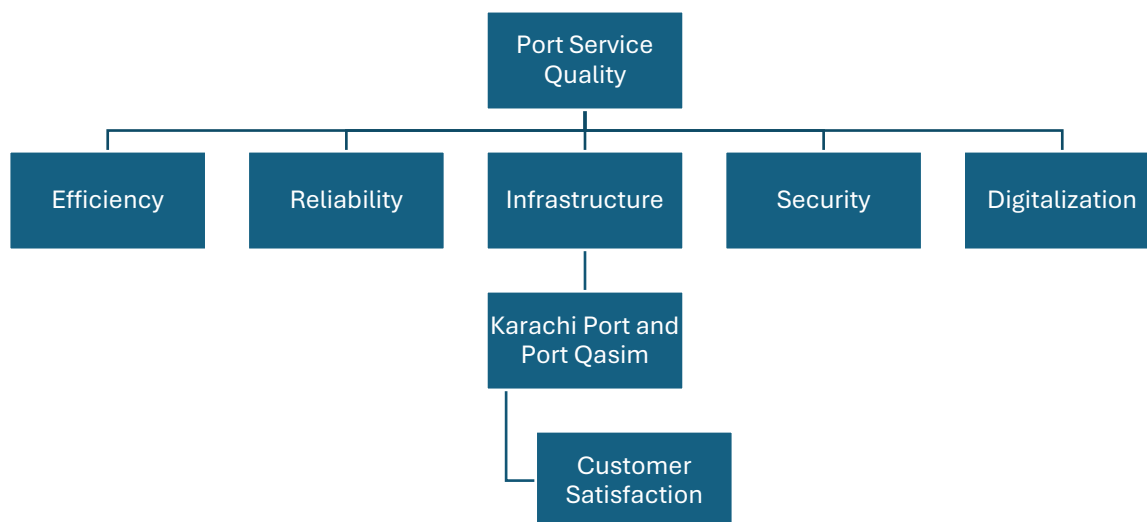 Port Service
Quality
Efficiency
Reliability
Infrastructure
Security
Digitalization
Karachi Port and
Port Qasim
Customer
Satisfaction